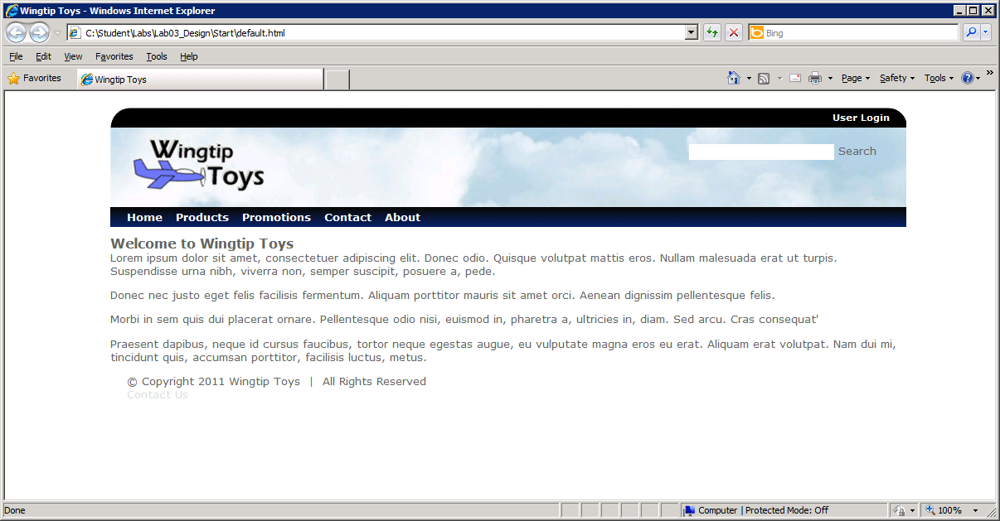 Wingtip Toys - Windows Internet Explorer
C:\Student\Labs\Lab03_Design\Start\default.html
Bing
File Edit View Favorites Tools Help
Favorites Wingtip Toys Page Safety Tools »
User Login
Wingtip
Toys
Search
Home Products Promotions Contact About
Welcome to Wingtip Toys
Lorem ipsum dolor sit amet, consectetuer adipiscing elit. Donec odio. Quisque volutpat mattis eros. Nullam malesuada erat ut turpis.
Suspendisse urna nibh, viverra non, semper suscipit, posuere a, pede.
Donec nec justo eget felis facilisis fermentum. Aliquam porttitor mauris sit amet orci. Aenean dignissim pellentesque felis.
Morbi in sem quis dui placerat ornare. Pellentesque odio nisi, euismod in, pharetra a, ultricies in, diam. Sed arcu. Cras consequat'
Praesent dapibus, neque id cursus faucibus, tortor neque egestas augue, eu vulputate magna eros eu erat. Aliquam erat volutpat. Nam dui mi,
tincidunt quis, accumsan porttitor, facilisis luctus, metus.
© Copyright 2011 Wingtip Toys | All Rights Reserved
Contact Us
Done Computer | Protected Mode: Off 100%